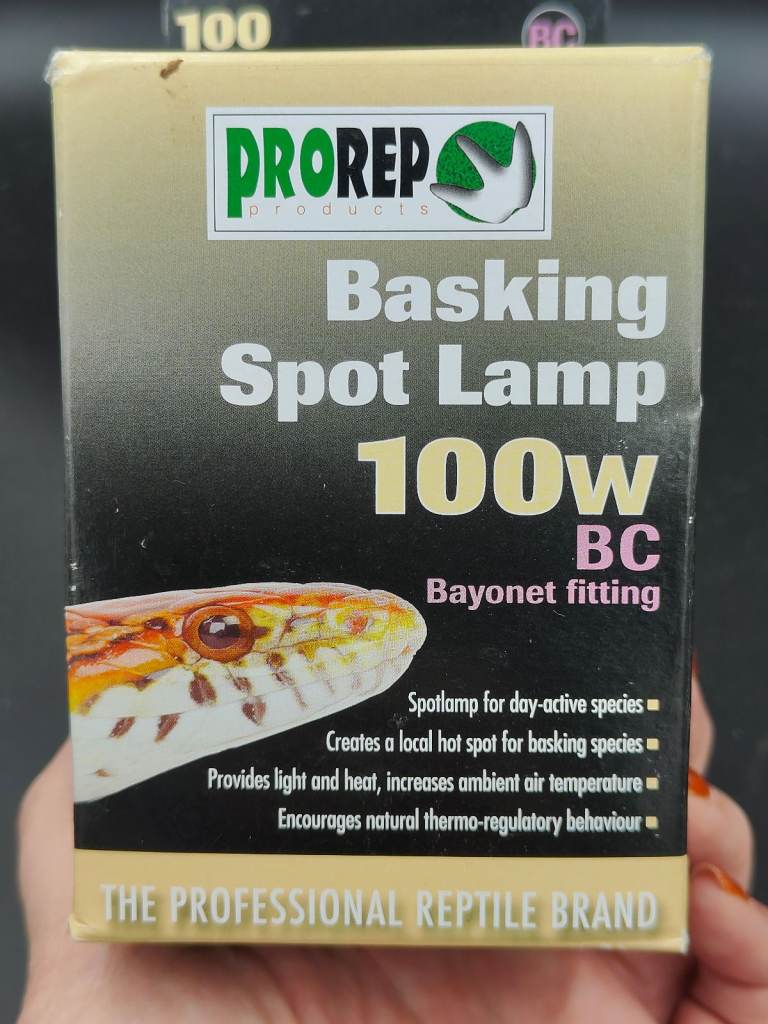 100 BC
PROREP
products
Basking
Spot Lamp
100w
BC
Bayonet fitting
Spotlamp for day-active species
Creates a local hot spot for basking species
Provides light and heat, increases ambient air temperature
Encourages natural thermo-regulatory behaviour
THE PROFESSIONAL REPTILE BRAND